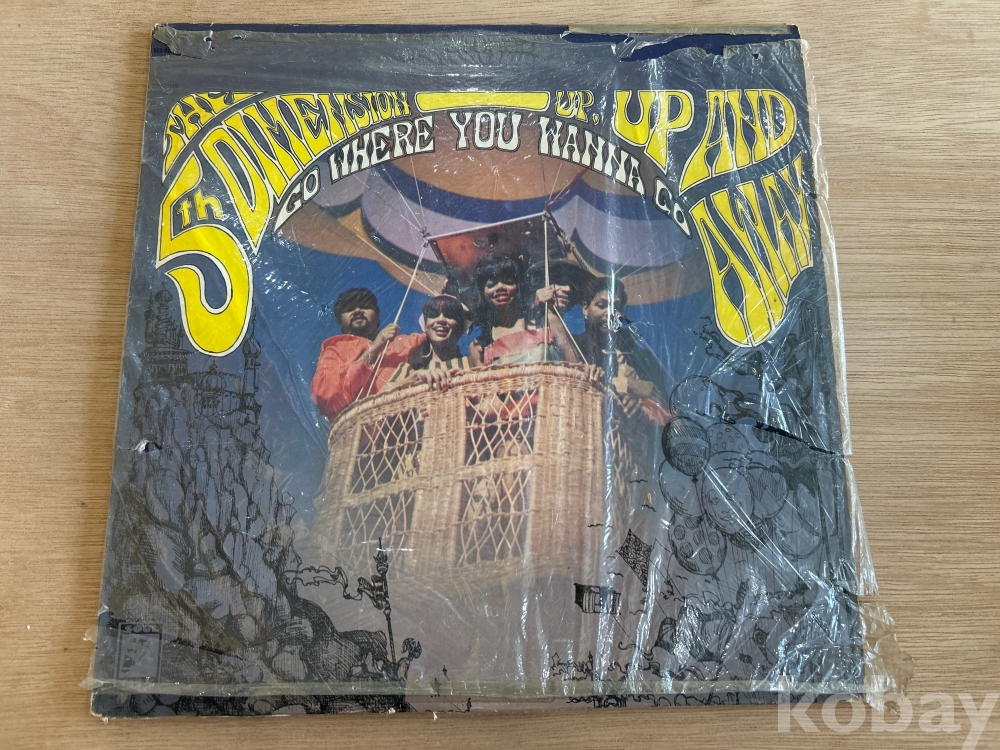 THE
5th DIMENSION — UP, UP AND AWAY
GO WHERE YOU WANNA GO
kobay